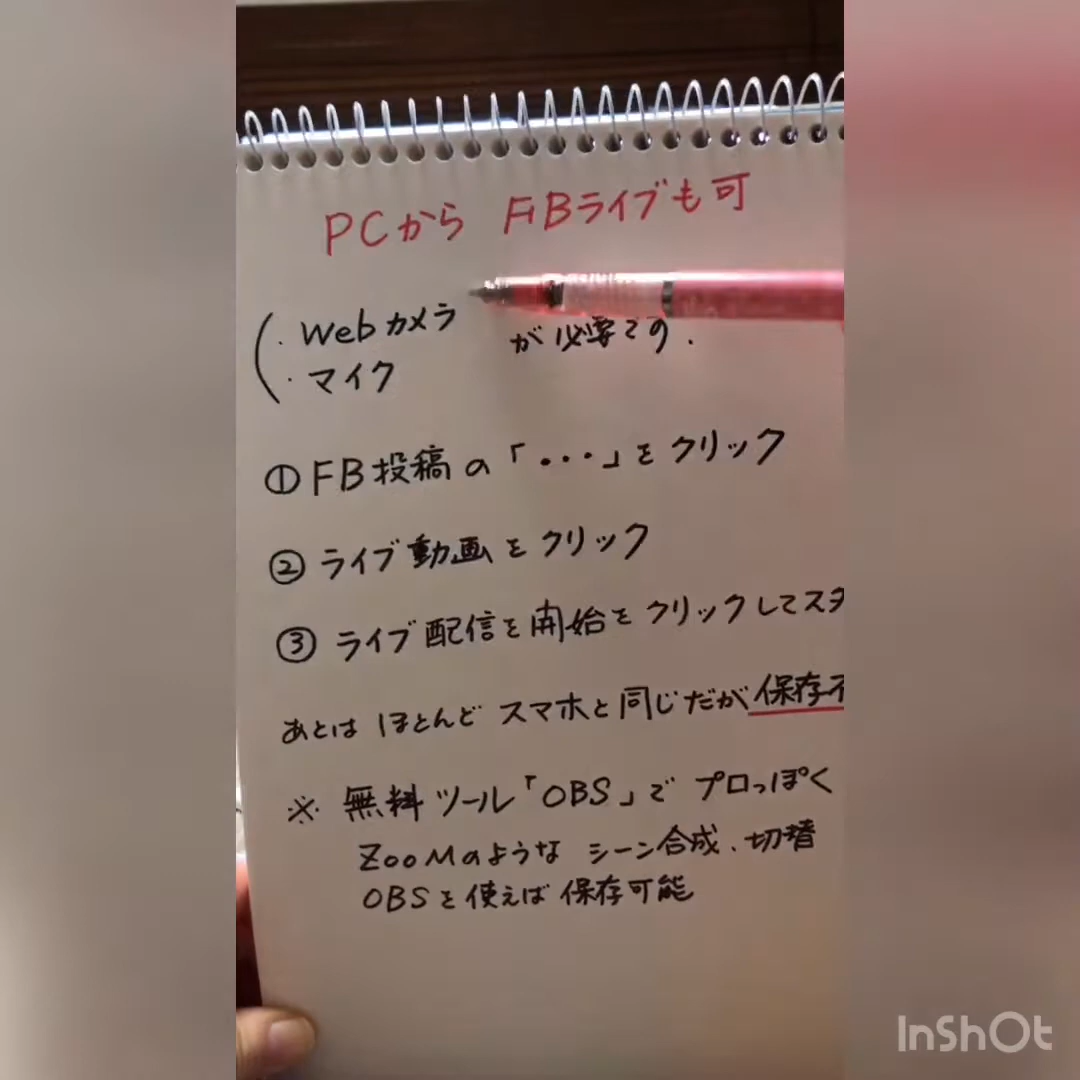 PCから FBライブも可
・Webカメラ
・マイク
が必要です.
① FB投稿の「・・・」をクリック
② ライブ動画をクリック
③ ライブ配信を開始をクリックしてスタ
あとは ほとんど スマホと同じだが保存
※ 無料ツール「OBS」で プロっぽく
ZOOMのような シーン合成、切替
OBSを使えば 保存可能
InShOt